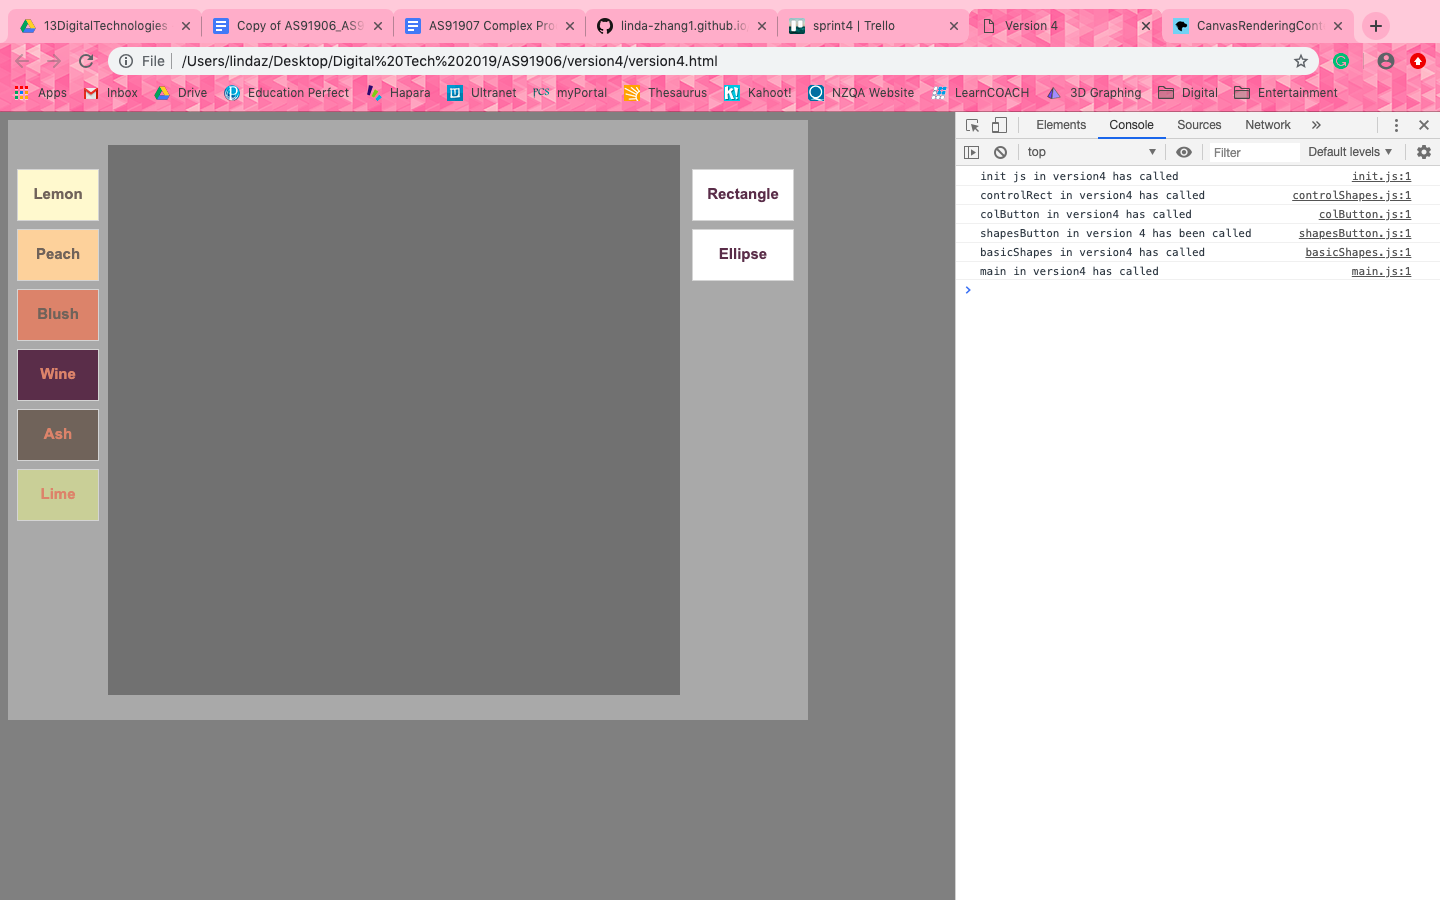 13DigitalTechnologies
Copy of AS91906_AS9
AS91907 Complex Pro
linda-zhang1.github.io
sprint4 | Trello
Version 4
CanvasRenderingCont
File
/Users/lindaz/Desktop/Digital%20Tech%202019/AS91906/version4/version4.html
Apps
Inbox
Drive
Education Perfect
Hapara
Ultranet
PCS myPortal
Thesaurus
Kahoot!
NZQA Website
LearnCOACH
3D Graphing
Digital
Entertainment
Lemon
Peach
Blush
Wine
Ash
Lime
Rectangle
Ellipse
Elements Console Sources Network »
top Filter Default levels ▼
init js in version4 has called init.js:1
controlRect in version4 has called controlShapes.js:1
colButton in version4 has called colButton.js:1
shapesButton in version 4 has been called shapesButton.js:1
basicShapes in version4 has called basicShapes.js:1
main in version4 has called main.js:1